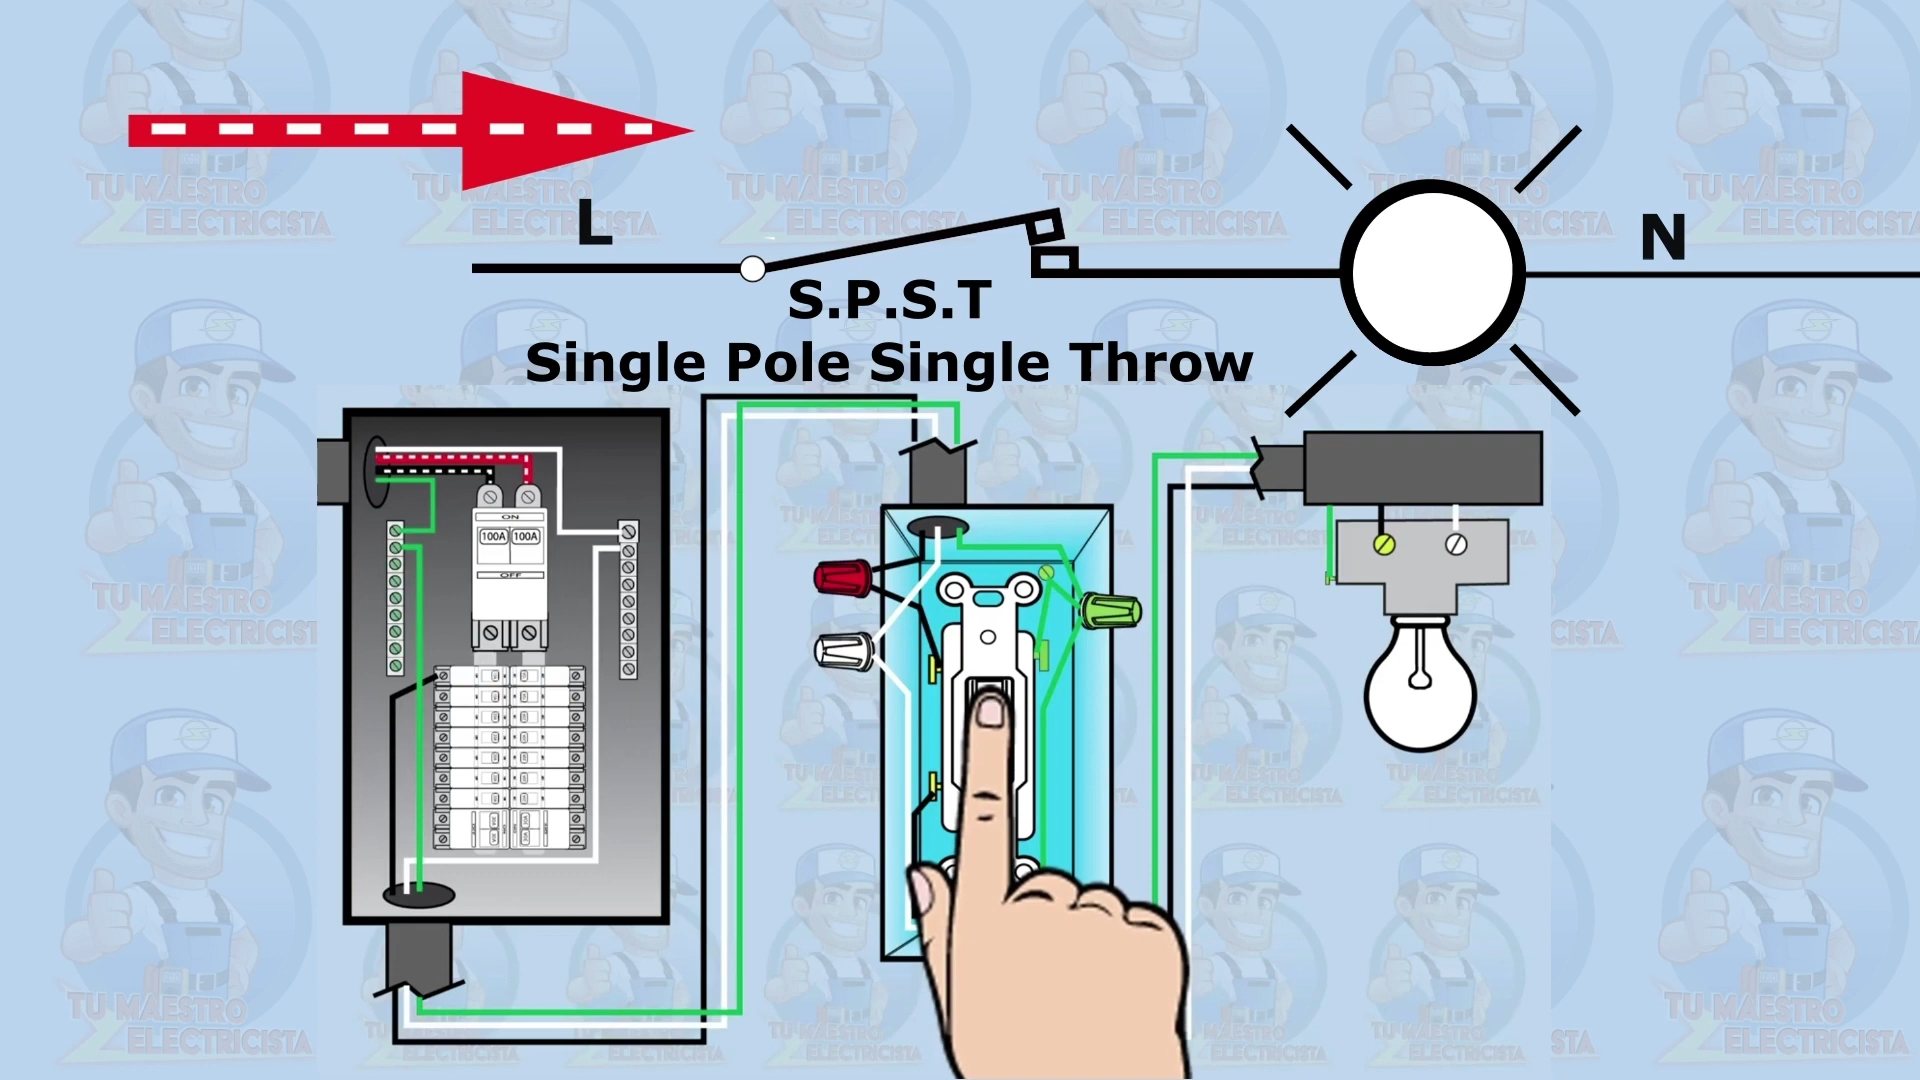 L
N
S.P.S.T
Single Pole Single Throw
ON
100A 100A
OFF
TU MAESTRO
ELECTRICISTA